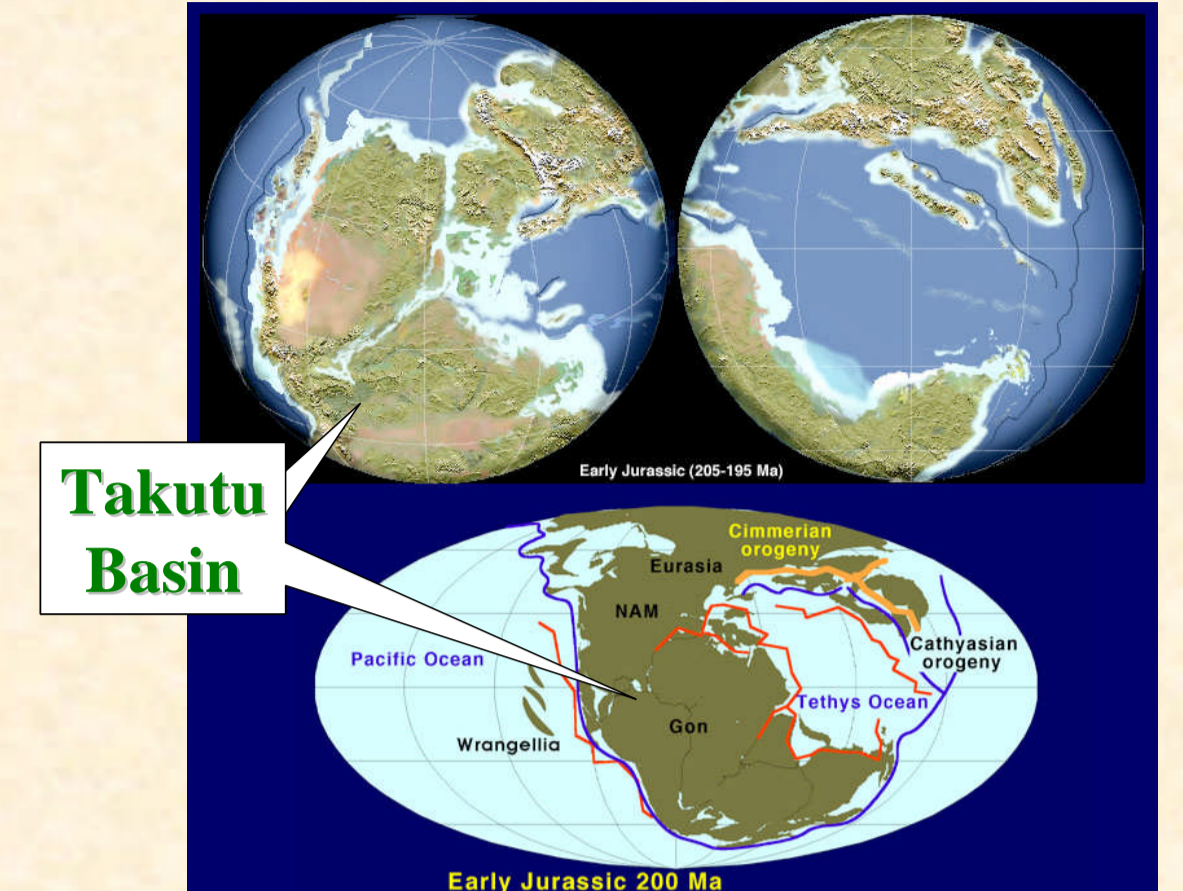 Early Jurassic (205-195 Ma)
Takutu
Basin
Cimmerian
orogeny
Eurasia
NAM
Cathyasian
orogeny
Pacific Ocean
Tethys Ocean
Gon
Wrangellia
Early Jurassic 200 Ma